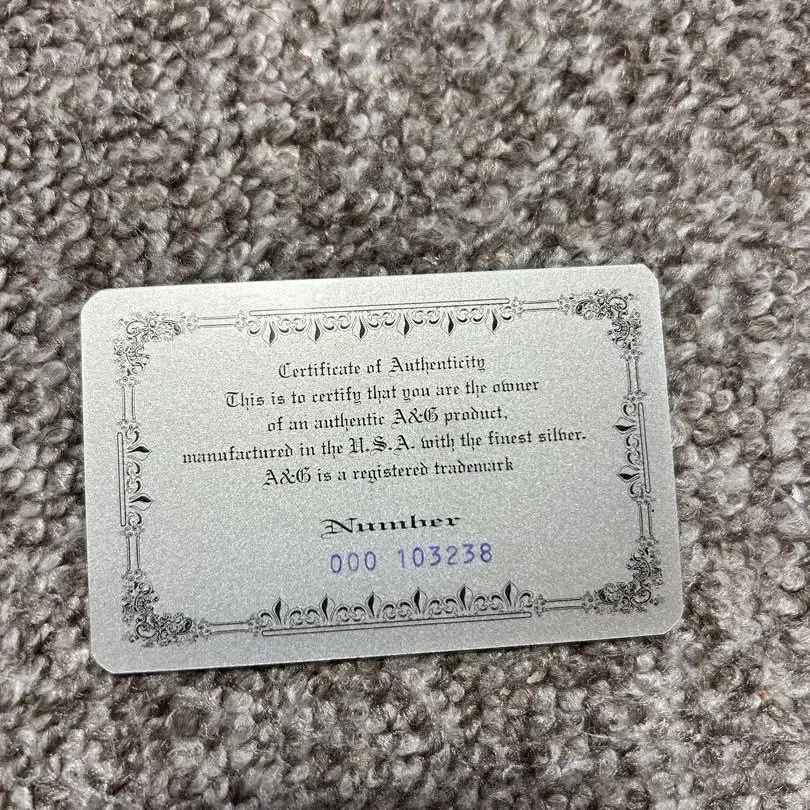 Certificate of Authenticity
This is to certify that you are the owner
of an authentic A&G product,
manufactured in the U.S.A. with the finest silver.
A&G is a registered trademark
Number
000 103238